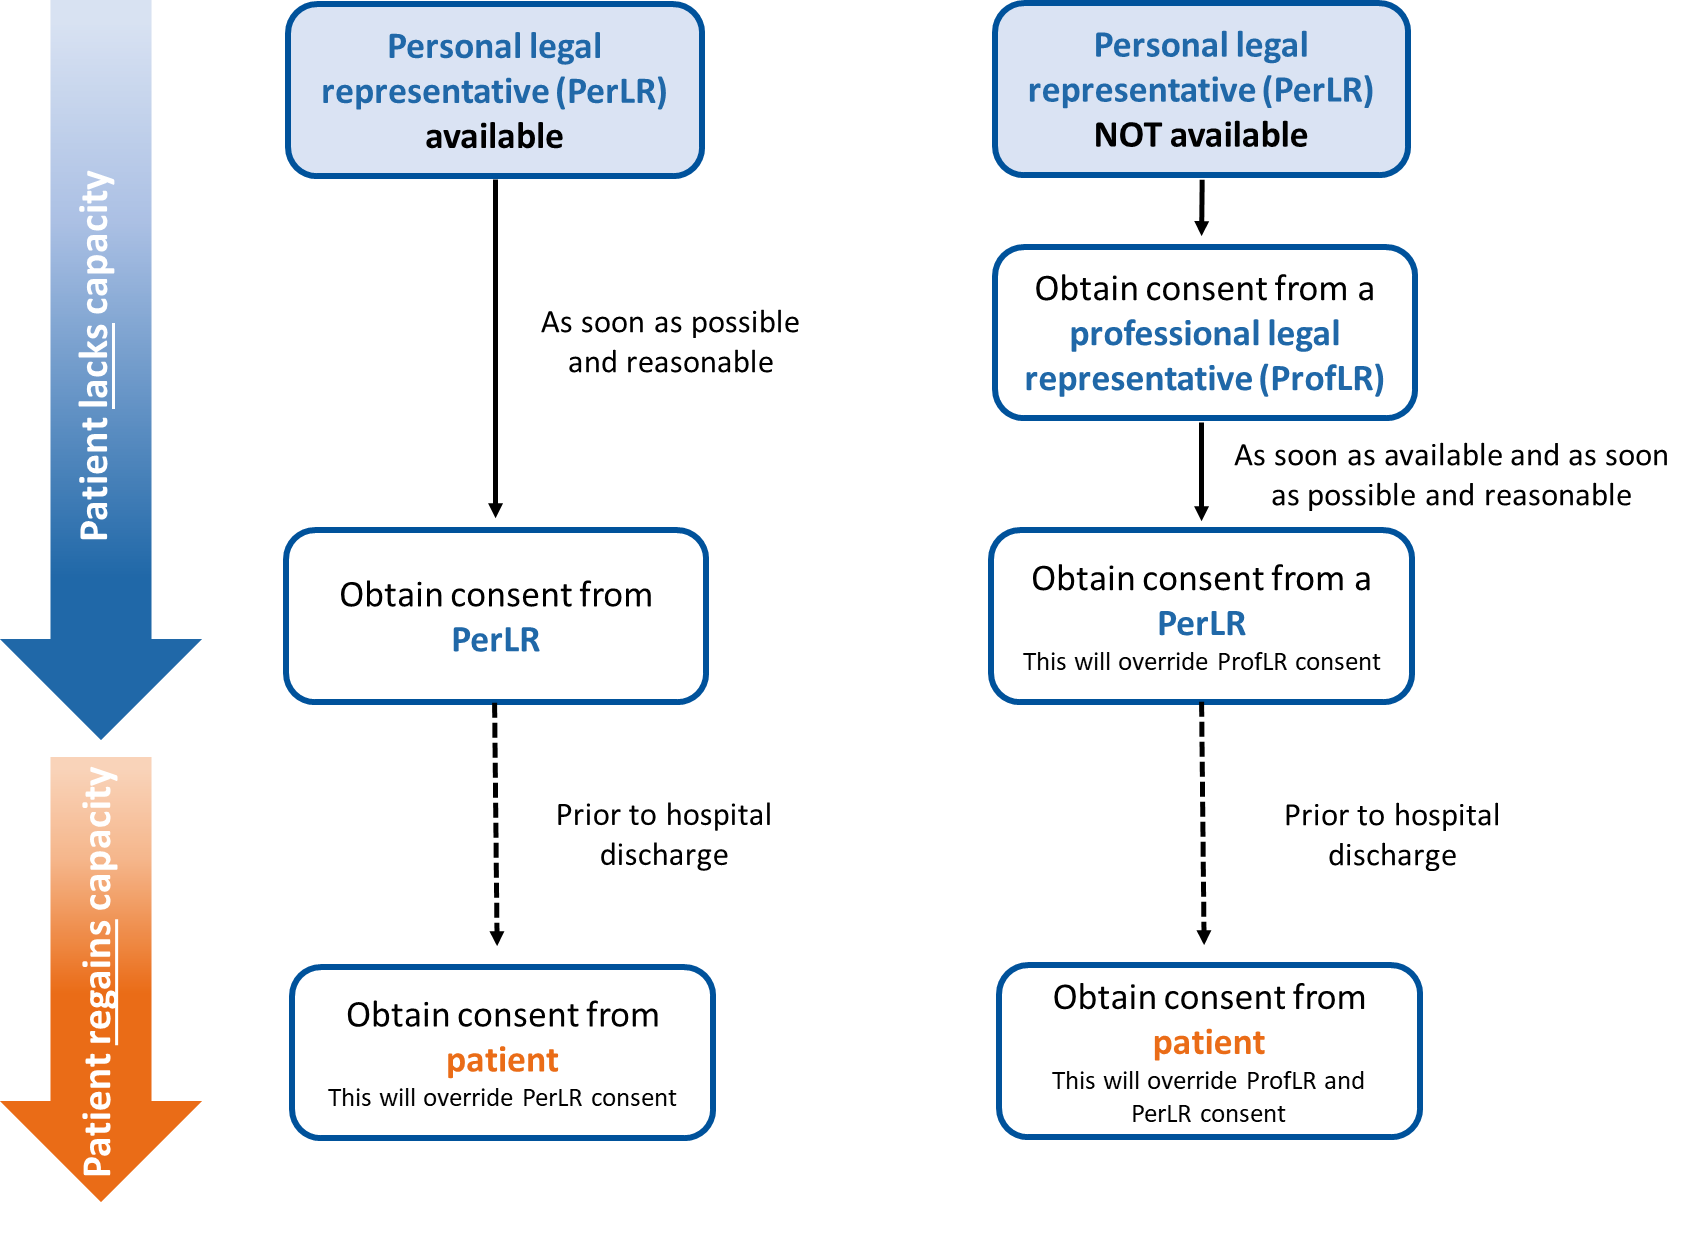 Patient lacks capacity
Patient regains capacity
Personal legal
representative (PerLR)
available
As soon as possible
and reasonable
Obtain consent from
PerLR
Prior to hospital
discharge
Obtain consent from
patient
This will override PerLR consent
Personal legal
representative (PerLR)
NOT available
Obtain consent from a
professional legal
representative (ProfLR)
As soon as available and as soon
as possible and reasonable
Obtain consent from a
PerLR
This will override ProfLR consent
Prior to hospital
discharge
Obtain consent from
patient
This will override ProfLR and
PerLR consent